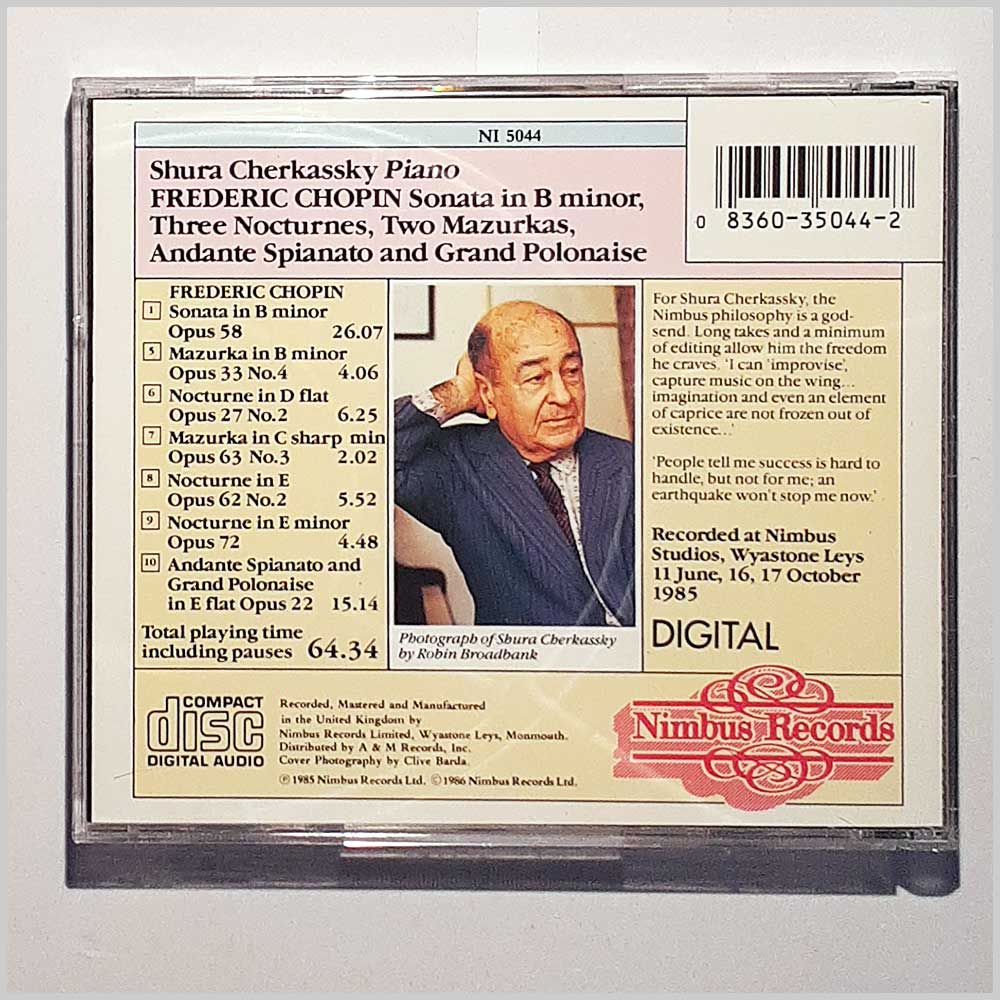 NI 5044
Shura Cherkassky Piano
FREDERIC CHOPIN Sonata in B minor,
Three Nocturnes, Two Mazurkas,
Andante Spianato and Grand Polonaise
0 8360-35044-2
FREDERIC CHOPIN
1 Sonata in B minor
Opus 58 26.07
5 Mazurka in B minor
Opus 33 No.4 4.06
6 Nocturne in D flat
Opus 27 No.2 6.25
7 Mazurka in C sharp min
Opus 63 No.3 2.02
8 Nocturne in E
Opus 62 No.2 5.52
9 Nocturne in E minor
Opus 72 4.48
10 Andante Spianato and
Grand Polonaise
in E flat Opus 22 15.14
Total playing time
including pauses 64.34
Photograph of Shura Cherkassky
by Robin Broadbank
For Shura Cherkassky, the
Nimbus philosophy is a god-
send. Long takes and a minimum
of editing allow him the freedom
he craves. 'I can 'improvise',
capture music on the wing...
imagination and even an element
of caprice are not frozen out of
existence...'
'People tell me success is hard to
handle, but not for me; an
earthquake won't stop me now.'
Recorded at Nimbus
Studios, Wyastone Leys
11 June, 16, 17 October
1985
DIGITAL
COMPACT
disc
DIGITAL AUDIO
Recorded, Mastered and Manufactured
in the United Kingdom by
Nimbus Records Limited, Wyastone Leys, Monmouth.
Distributed by A & M Records, Inc.
Cover Photography by Clive Barda.
℗ 1985 Nimbus Records Ltd. © 1986 Nimbus Records Ltd.
Nimbus Records